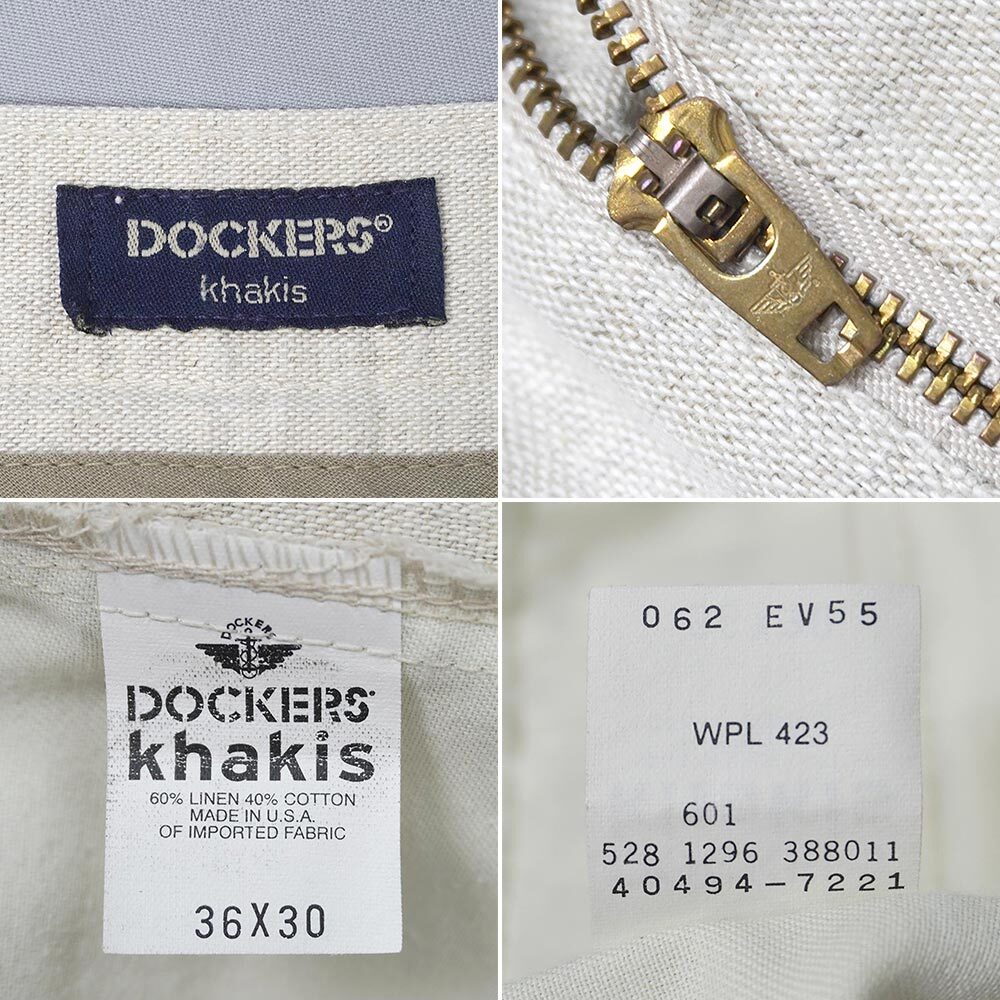 DOCKERS®
khakis
DOCKERS
DOCKERS
khakis
60% LINEN 40% COTTON
MADE IN U.S.A.
OF IMPORTED FABRIC
36X30
062 EV55
WPL 423
601
528 1296 388011
40494-7221